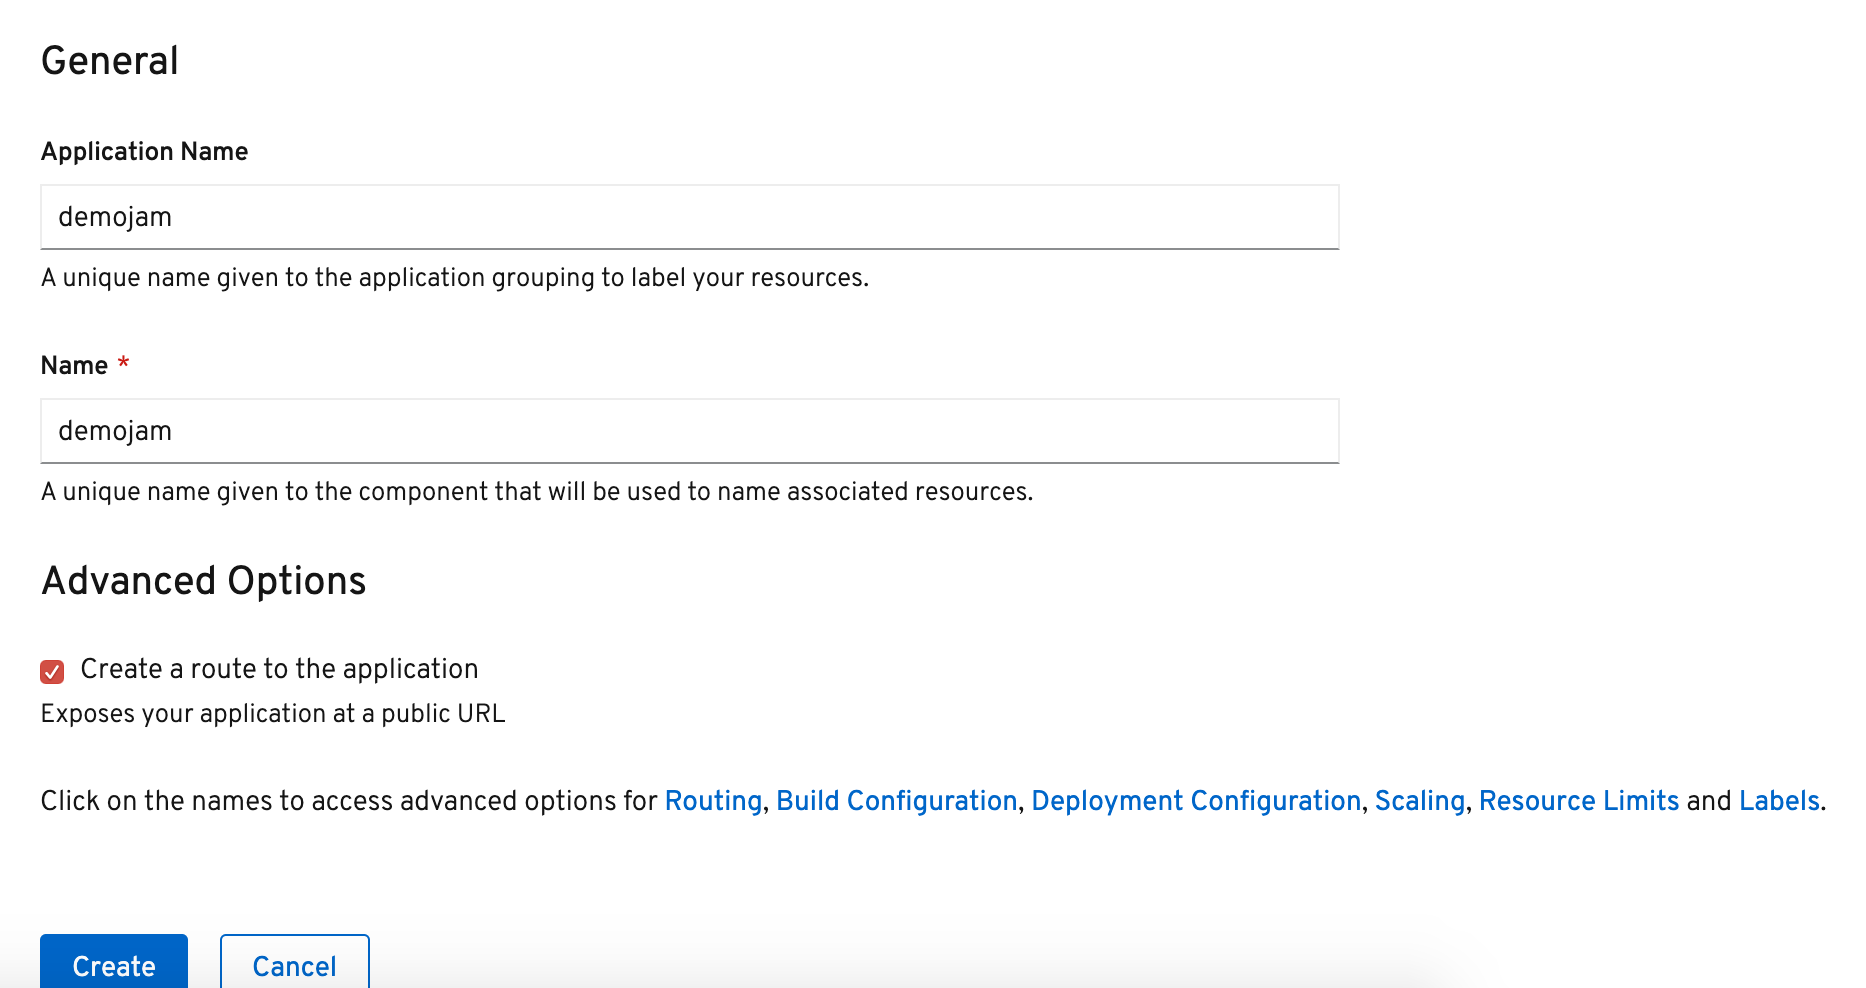 General
Application Name
demojam
A unique name given to the application grouping to label your resources.
Name *
demojam
A unique name given to the component that will be used to name associated resources.
Advanced Options
Create a route to the application
Exposes your application at a public URL
Click on the names to access advanced options for Routing, Build Configuration, Deployment Configuration, Scaling, Resource Limits and Labels.
Create Cancel